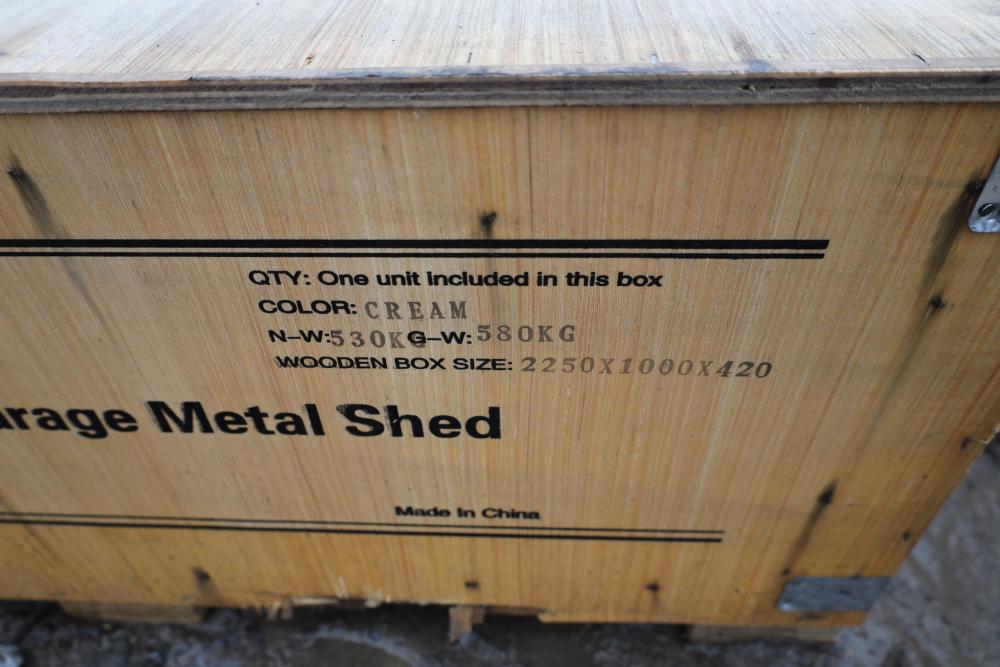 QTY: One unit included in this box
COLOR: CREAM
N-W:530KG G-W: 580KG
WOODEN BOX SIZE: 2250X1000X420
Metal Shed
Made In China